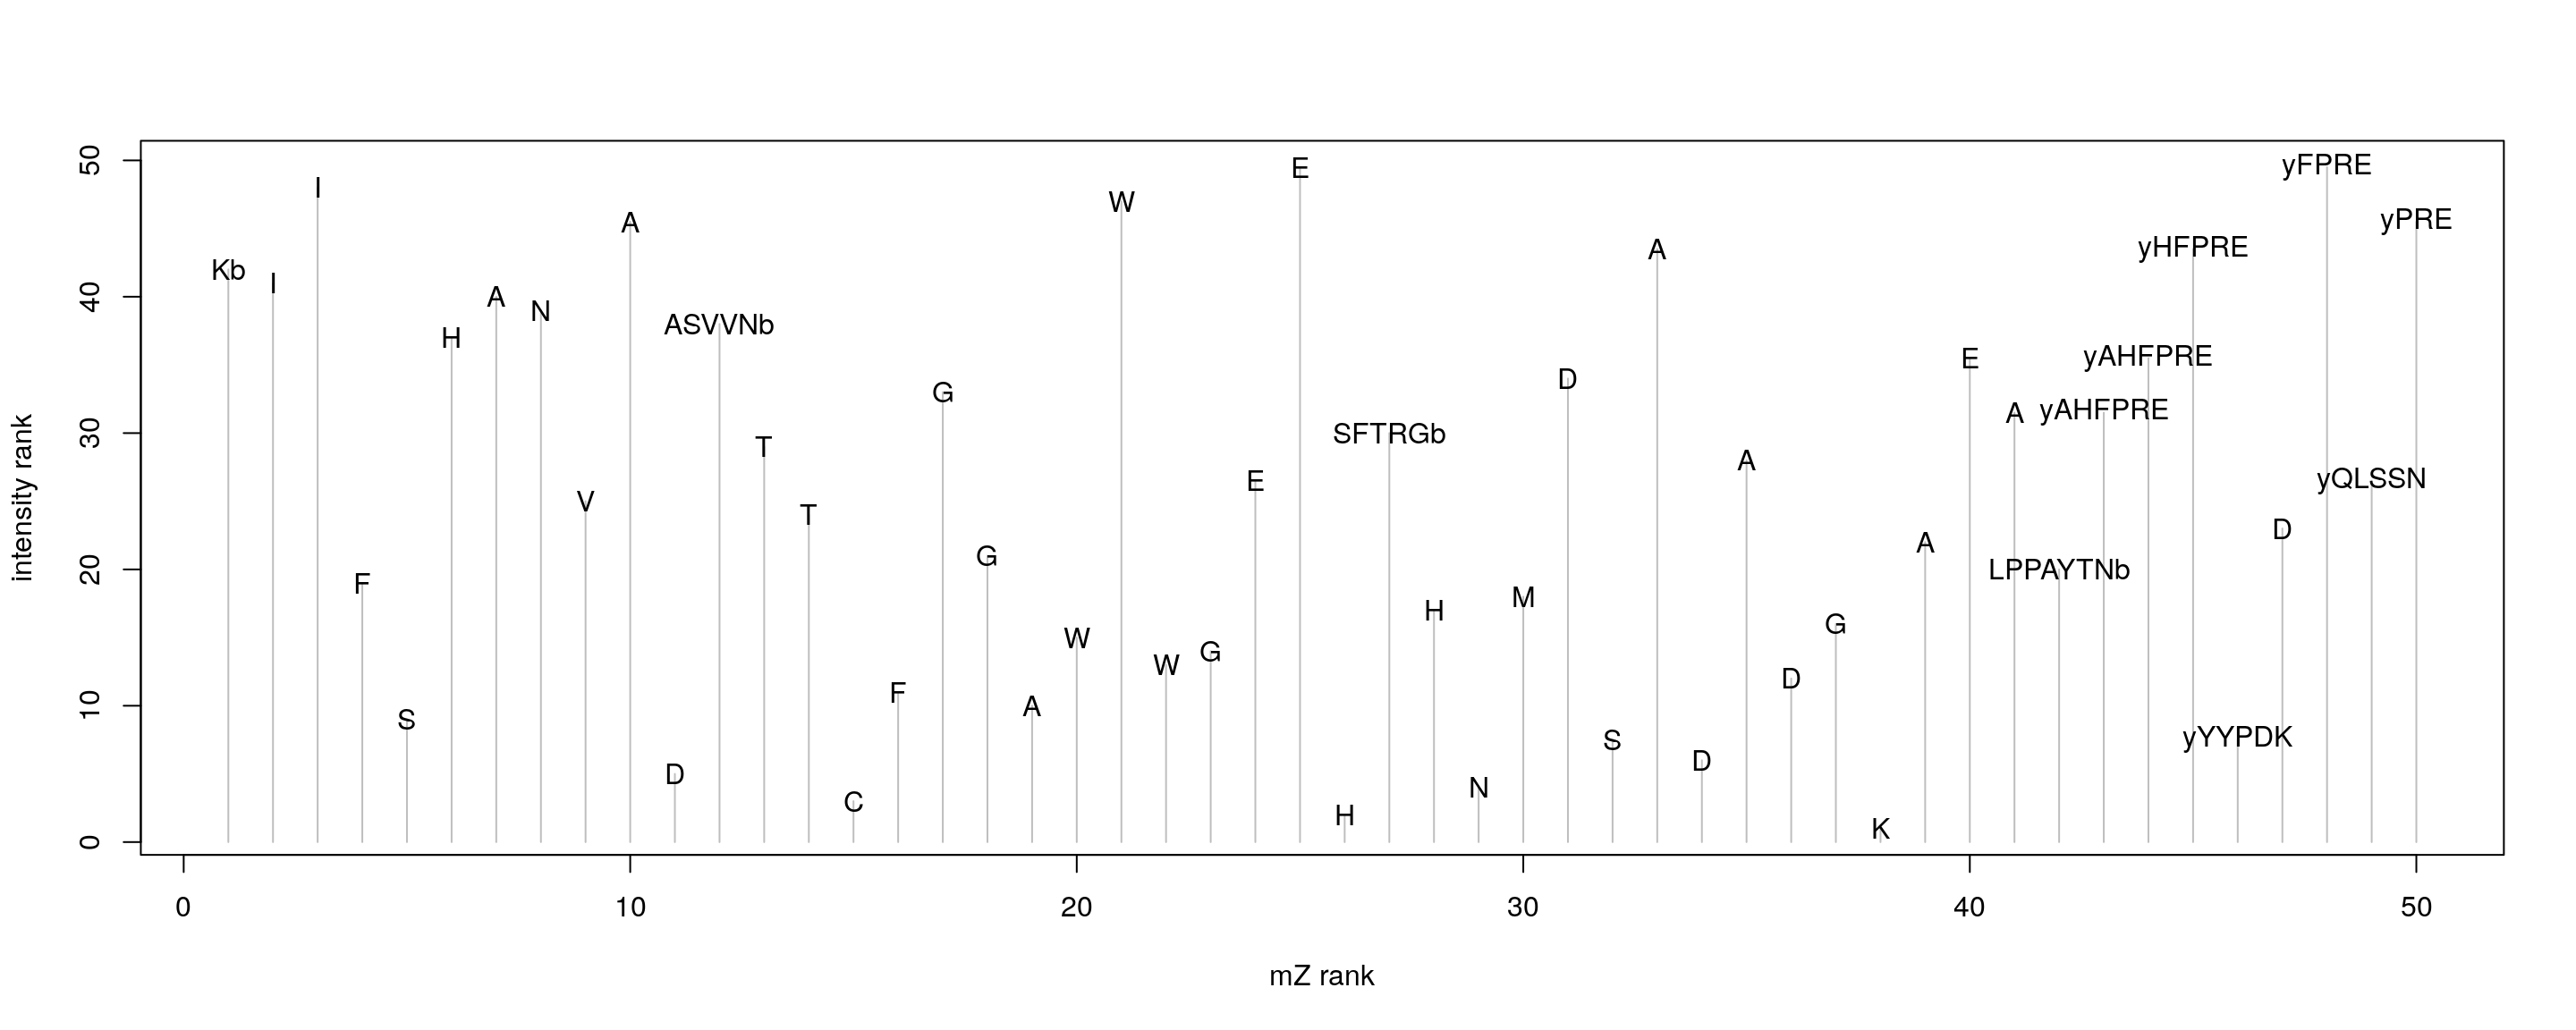 yFPRE
E
I
W
A
yPRE
A
yHFPRE
Kb
I
A
N
ASVVNb
H
yAHFPRE
E
D
G
yAHFPRE
A
SFTRGb
T
A
E
yQLSSN
V
T
D
A
G
LPPAYTNb
F
M
H
G
W
G
W
D
F
A
S
S
yYYPDK
D
D
N
C
H
K
50
40
30
20
10
0
intensity rank
0 10 20 30 40 50
mZ rank